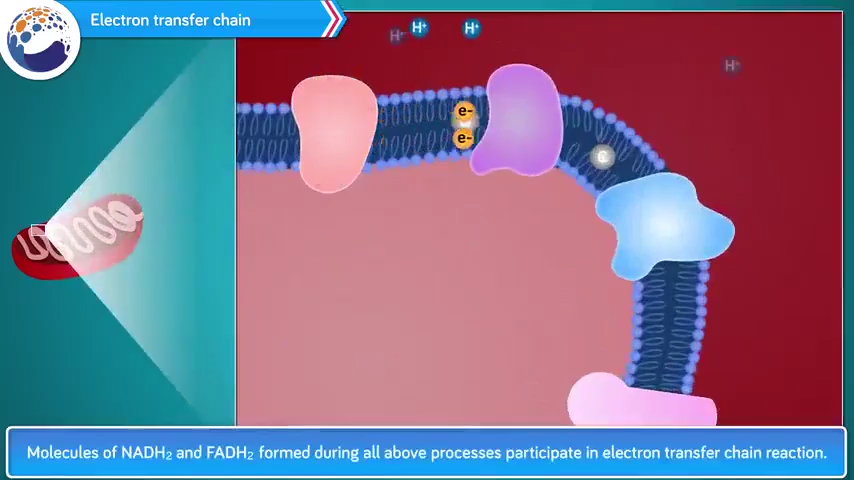 Electron transfer chain
H⁺ H⁺ H⁺
H⁺
e-
e-
C
Molecules of NADH₂ and FADH₂ formed during all above processes participate in electron transfer chain reaction.